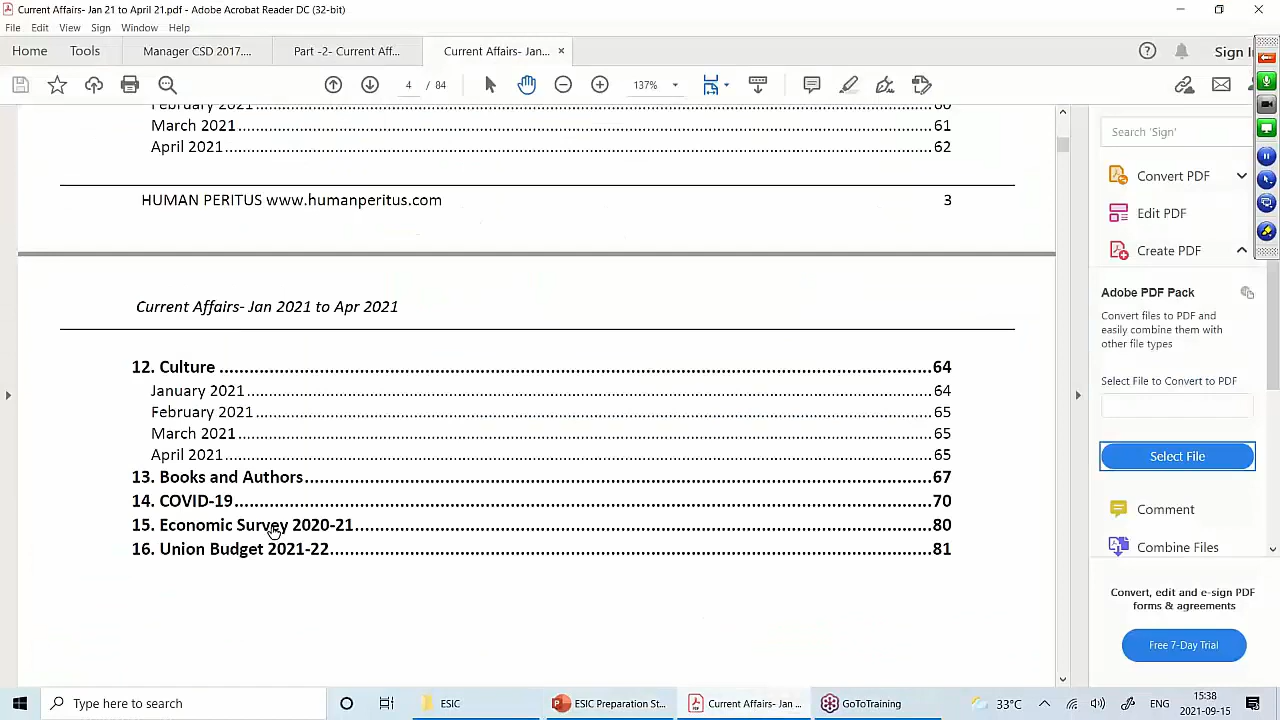 Current Affairs- Jan 21 to April 21.pdf - Adobe Acrobat Reader DC (32-bit)
File Edit View Sign Window Help
Home Tools Manager CSD 2017.... Part -2- Current Aff... Current Affairs- Jan... × Sign In
4 / 84 137%
February 2021 60
March 2021 61
April 2021 62
HUMAN PERITUS www.humanperitus.com 3
Current Affairs- Jan 2021 to Apr 2021
12. Culture 64
January 2021 64
February 2021 65
March 2021 65
April 2021 65
13. Books and Authors 67
14. COVID-19 70
15. Economic Survey 2020-21 80
16. Union Budget 2021-22 81
Search 'Sign'
Convert PDF
Edit PDF
Create PDF
Adobe PDF Pack
Convert files to PDF and
easily combine them with
other file types
Select File to Convert to PDF
Select File
Comment
Combine Files
Convert, edit and e-sign PDF
forms & agreements
Free 7-Day Trial
Type here to search ESIC ESIC Preparation St... Current Affairs- Jan ... GoToTraining 33°C ENG 15:38
2021-09-15